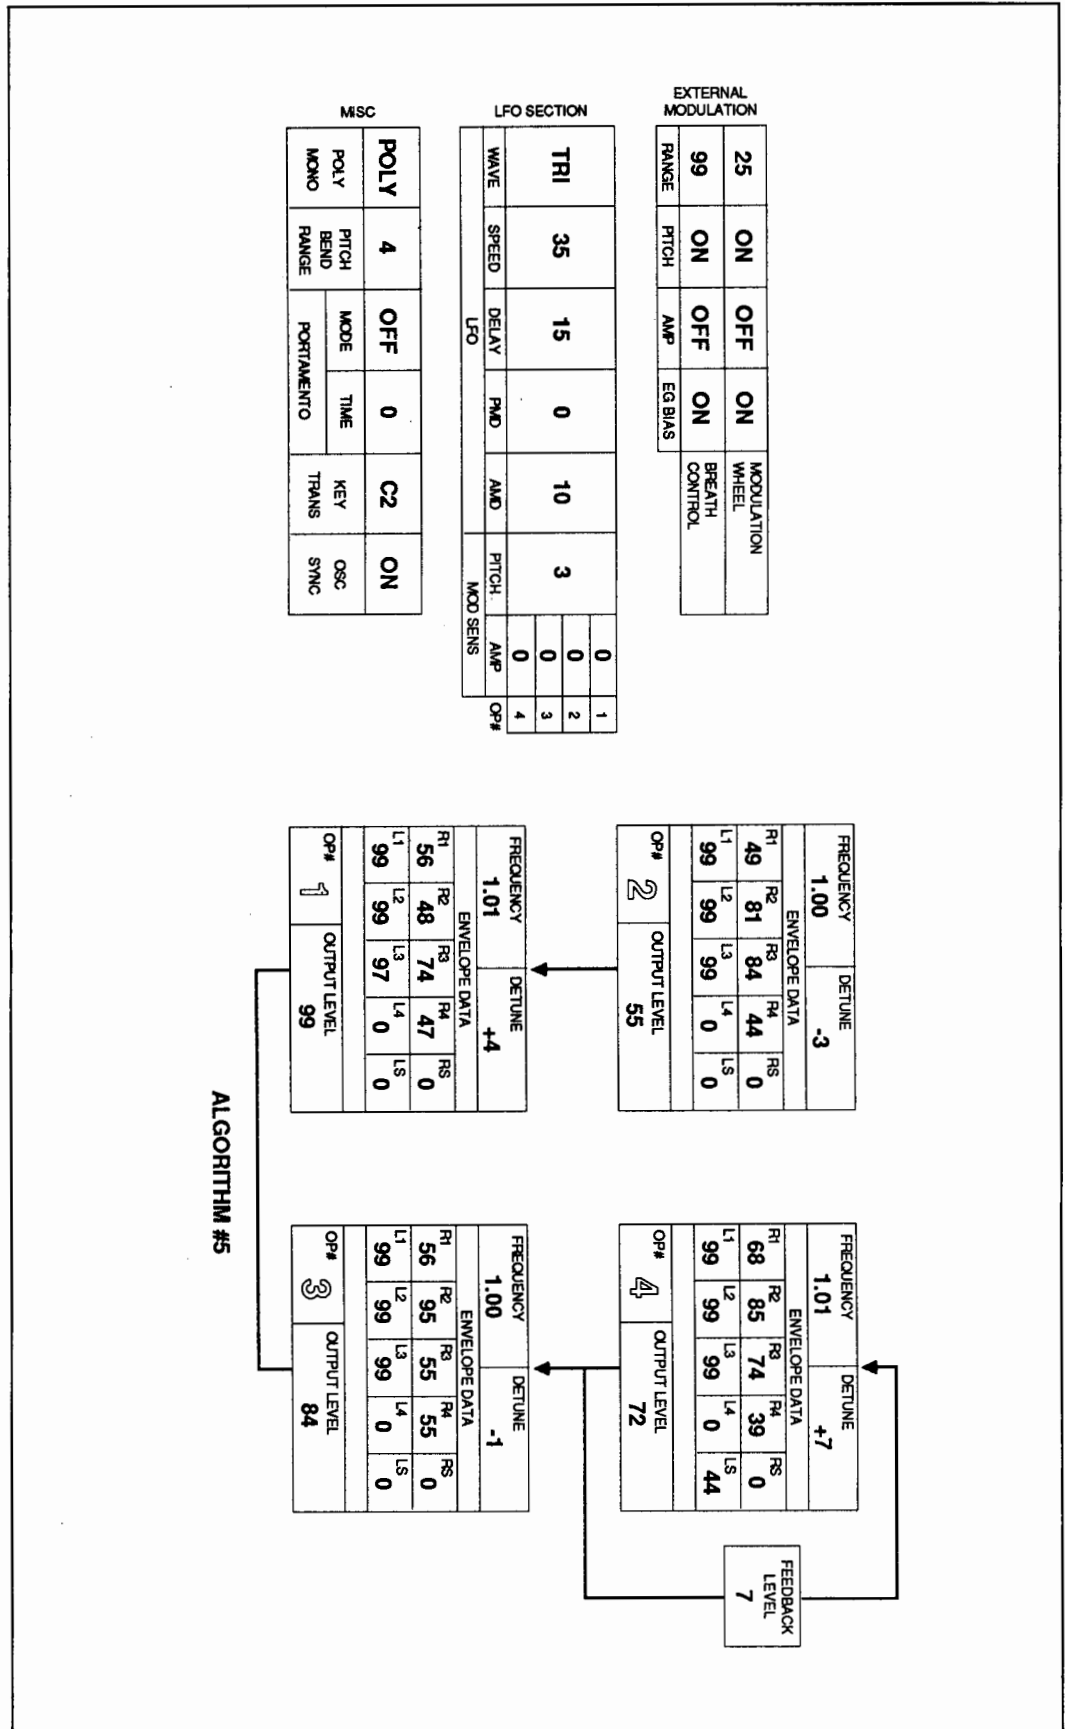 EXTERNAL
MODULATION
25 ON OFF ON MODULATION WHEEL
99 ON OFF ON BREATH CONTROL
RANGE PITCH AMP EG BIAS
LFO SECTION
TRI 35 15 0 10 3 0 1
0 2
0 3
0 4
WAVE SPEED DELAY PMD AMD PITCH AMP OP#
LFO MOD SENS
MISC
POLY 4 OFF 0 C2 ON
POLY MONO PITCH BEND RANGE MODE TIME KEY TRANS OSC SYNC
PORTAMENTO
FREQUENCY DETUNE
1.00 -3
ENVELOPE DATA
R1 R2 R3 R4 RS
49 81 84 44 0
L1 L2 L3 L4 LS
99 99 99 0 0
OP# 2 OUTPUT LEVEL
55
FREQUENCY DETUNE
1.01 +7
ENVELOPE DATA
R1 R2 R3 R4 RS
68 85 74 39 0
L1 L2 L3 L4 LS
99 99 99 0 44
OP# 4 OUTPUT LEVEL
72
FEEDBACK
LEVEL
7
FREQUENCY DETUNE
1.01 +4
ENVELOPE DATA
R1 R2 R3 R4 RS
56 48 74 47 0
L1 L2 L3 L4 LS
99 99 97 0 0
OP# 1 OUTPUT LEVEL
99
FREQUENCY DETUNE
1.00 -1
ENVELOPE DATA
R1 R2 R3 R4 RS
56 95 55 55 0
L1 L2 L3 L4 LS
99 99 99 0 0
OP# 3 OUTPUT LEVEL
84
ALGORITHM #5